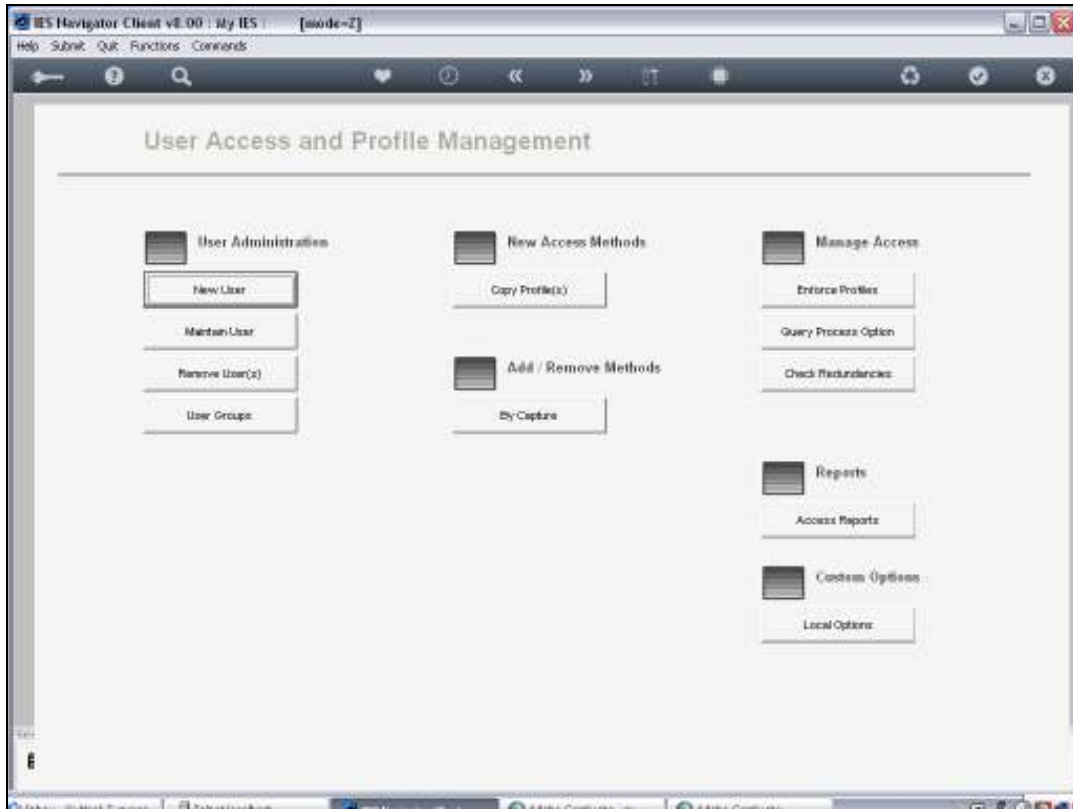 IES Navigator Client v8.00 : My IES : [mode=Z]
Help Submit Quit Functions Commands
User Access and Profile Management
User Administration
New User
Maintain User
Remove User(s)
User Groups
New Access Methods
Copy Profile(s)
Add / Remove Methods
By Capture
Manage Access
Enforce Profiles
Query Process Option
Check Redundancies
Reports
Access Reports
Custom Options
Local Options